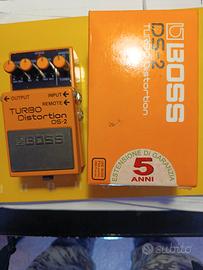 OUTPUT
INPUT
REMOTE
TURBO
Distortion
DS-2
BOSS
BOSS
DS-2
Turbo Distortion
ESTENSIONE DI GARANZIA
5
ANNI
subito